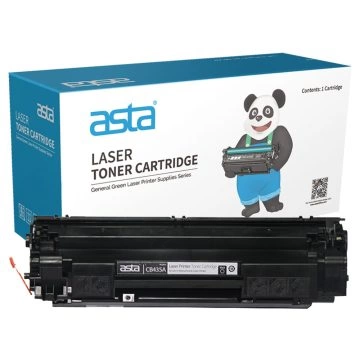 asta
Contents: 1 Cartridge
asta
LASER
TONER CARTRIDGE
General Green Laser Printer Supplies Series
asta
CB435A
Laser Printer Toner Cartridge